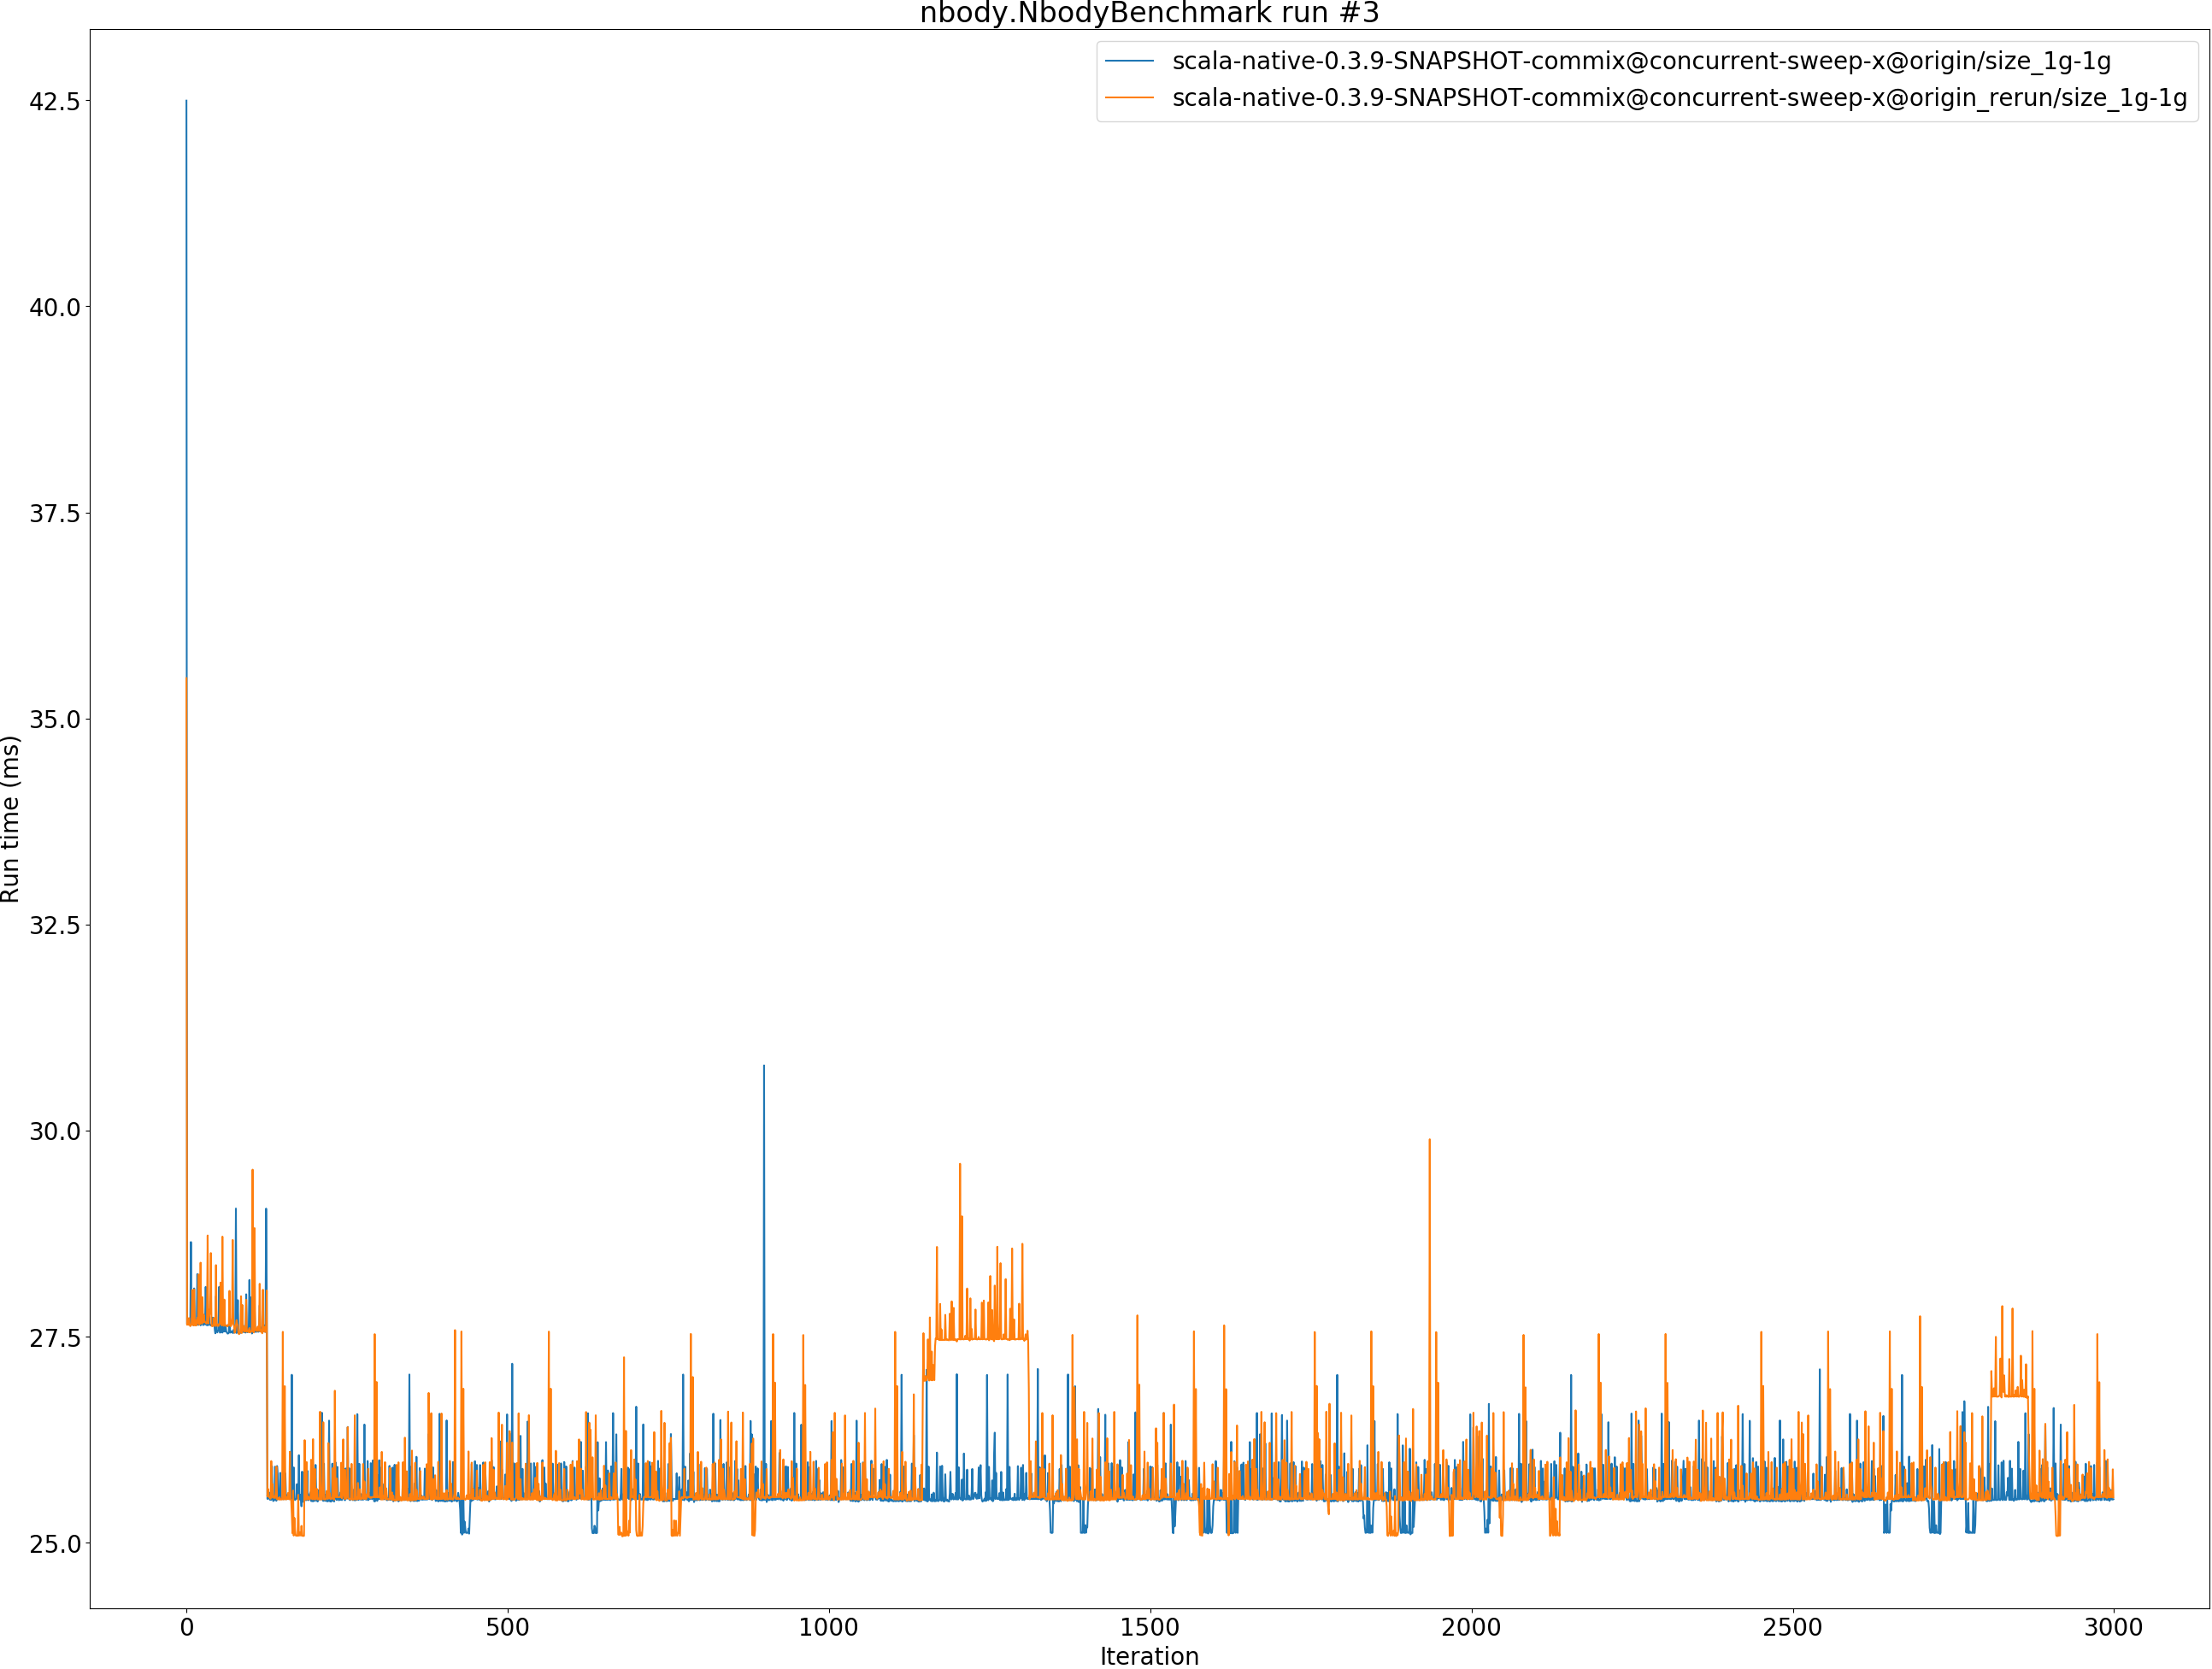 nbody.NbodyBenchmark run #3
scala-native-0.3.9-SNAPSHOT-commix@concurrent-sweep-x@origin/size_1g-1g
scala-native-0.3.9-SNAPSHOT-commix@concurrent-sweep-x@origin_rerun/size_1g-1g
42.5
40.0
37.5
35.0
32.5
30.0
27.5
25.0
Run time (ms)
0 500 1000 1500 2000 2500 3000
Iteration